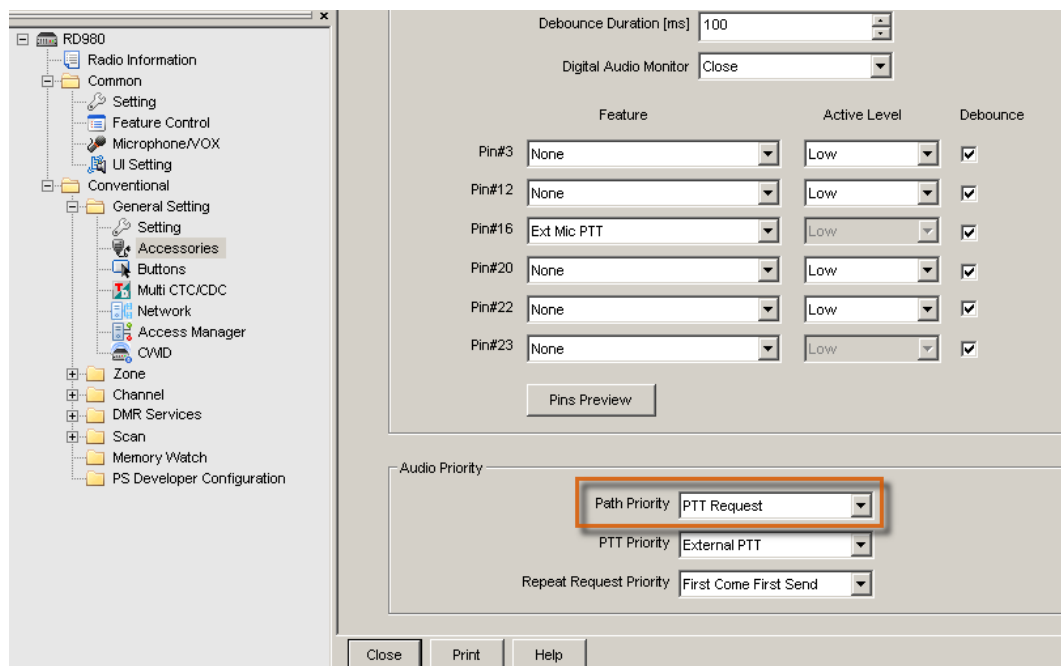 RD980
Radio Information
Common
Setting
Feature Control
Microphone/VOX
UI Setting
Conventional
General Setting
Setting
Accessories
Buttons
Multi CTC/CDC
Network
Access Manager
CWID
Zone
Channel
DMR Services
Scan
Memory Watch
PS Developer Configuration
Debounce Duration [ms] 100
Digital Audio Monitor Close
Feature Active Level Debounce
Pin#3 None Low
Pin#12 None Low
Pin#16 Ext Mic PTT Low
Pin#20 None Low
Pin#22 None Low
Pin#23 None Low
Pins Preview
Audio Priority
Path Priority PTT Request
PTT Priority External PTT
Repeat Request Priority First Come First Send
Close Print Help